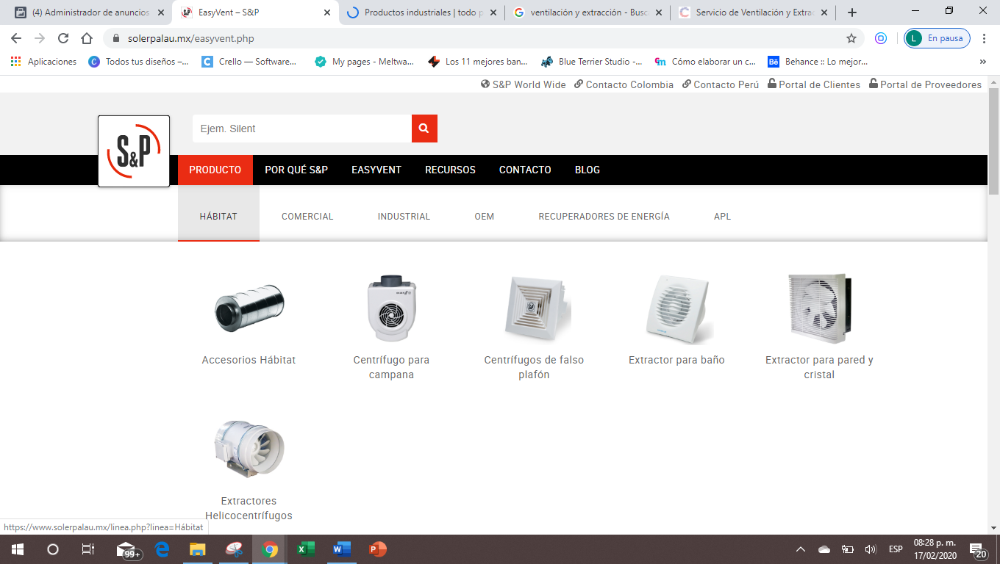 (4) Administrador de anuncios
EasyVent – S&P
Productos industriales | todo p
ventilación y extracción - Busc
Servicio de Ventilación y Extrac
solerpalau.mx/easyvent.php
L En pausa
Aplicaciones
Todos tus diseños –...
Crello — Software...
My pages - Meltwa...
Los 11 mejores ban...
Blue Terrier Studio -...
Cómo elaborar un c...
Behance :: Lo mejor...
S&P World Wide
Contacto Colombia
Contacto Perú
Portal de Clientes
Portal de Proveedores
S&P
Ejem. Silent
PRODUCTO
POR QUÉ S&P
EASYVENT
RECURSOS
CONTACTO
BLOG
HÁBITAT
COMERCIAL
INDUSTRIAL
OEM
RECUPERADORES DE ENERGÍA
APL
Accesorios Hábitat
Centrífugo para
campana
Centrífugos de falso
plafón
Extractor para baño
Extractor para pared y
cristal
Extractores
Helicocentrífugos
https://www.solerpalau.mx/linea.php?linea=Hábitat
99+
ESP
08:28 p. m.
17/02/2020
20